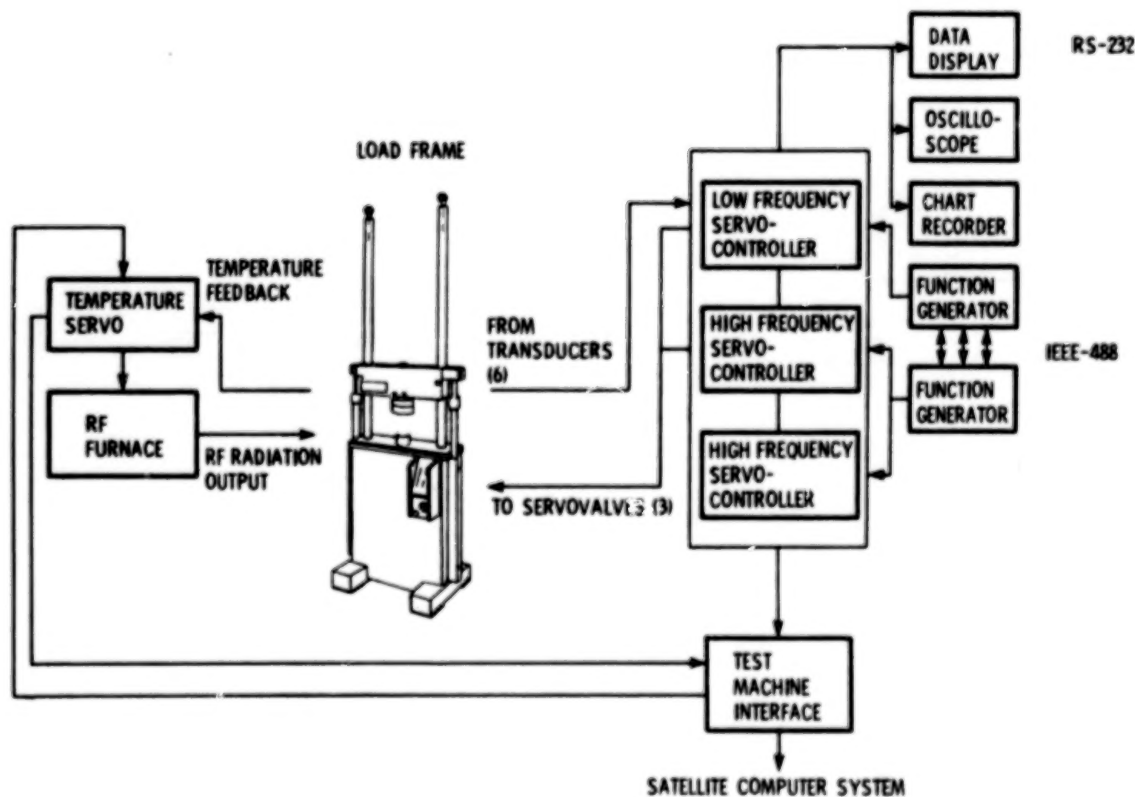 DATA
DISPLAY
RS-232
OSCILLO-
SCOPE
CHART
RECORDER
LOAD FRAME
LOW FREQUENCY
SERVO-
CONTROLLER
TEMPERATURE
FEEDBACK
TEMPERATURE
SERVO
FROM
TRANSDUCERS
(6)
HIGH FREQUENCY
SERVO-
CONTROLLER
FUNCTION
GENERATOR
IEEE-488
FUNCTION
GENERATOR
RF
FURNACE
RF RADIATION
OUTPUT
HIGH FREQUENCY
SERVO-
CONTROLLER
TO SERVOVALVES (3)
TEST
MACHINE
INTERFACE
SATELLITE COMPUTER SYSTEM